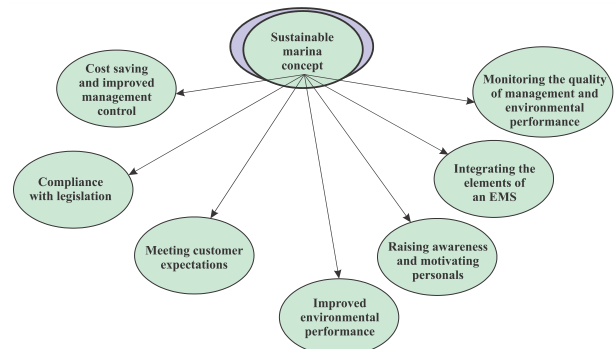 Sustainable
marina
concept
Cost saving
and improved
management
control
Monitoring the quality
of management and
environmental
performance
Compliance
with legislation
Integrating the
elements of
an EMS
Meeting customer
expectations
Raising awareness
and motivating
personals
Improved
environmental
performance